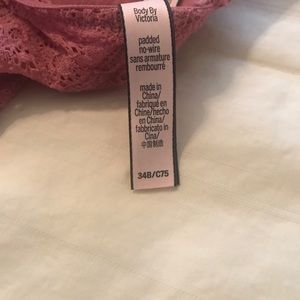 Body By
Victoria
padded
no-wire
sans armature
rembourré
made in
China/
fabriqué en
Chine/hecho
en China/
fabbricato in
Cina/
中国制造
34B/C75